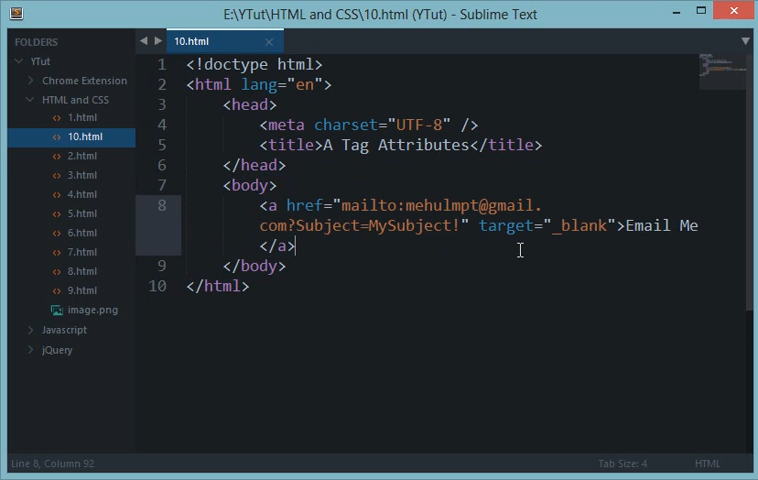 E:\YTut\HTML and CSS\10.html (YTut) - Sublime Text
FOLDERS
YTut
Chrome Extension
HTML and CSS
<> 1.html
<> 10.html
<> 2.html
<> 3.html
<> 4.html
<> 5.html
<> 6.html
<> 7.html
<> 8.html
<> 9.html
image.png
Javascript
jQuery
10.html
1 <!doctype html>
2 <html lang="en">
3 <head>
4 <meta charset="UTF-8" />
5 <title>A Tag Attributes</title>
6 </head>
7 <body>
8 <a href="mailto:mehulmpt@gmail.
com?Subject=MySubject!" target="_blank">Email Me
</a>
9 </body>
10 </html>
Line 8, Column 92
Tab Size: 4
HTML